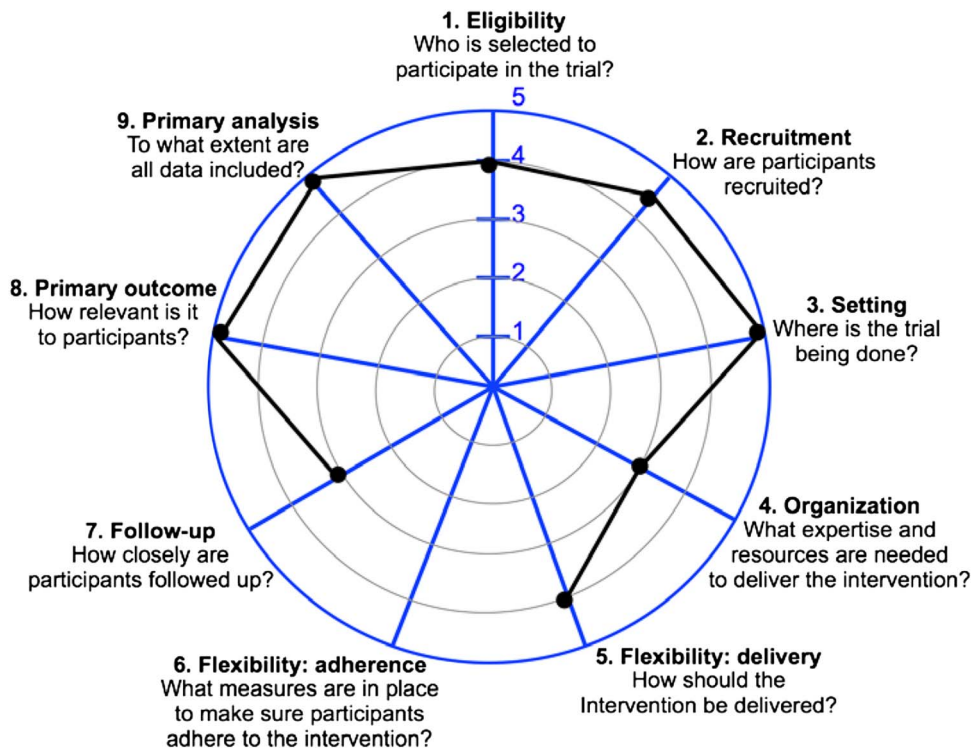 1. Eligibility
Who is selected to
participate in the trial?
5
4
3
2
1
2. Recruitment
How are participants
recruited?
3. Setting
Where is the trial
being done?
4. Organization
What expertise and
resources are needed
to deliver the intervention?
5. Flexibility: delivery
How should the
Intervention be delivered?
6. Flexibility: adherence
What measures are in place
to make sure participants
adhere to the intervention?
7. Follow-up
How closely are
participants followed up?
8. Primary outcome
How relevant is it
to participants?
9. Primary analysis
To what extent are
all data included?